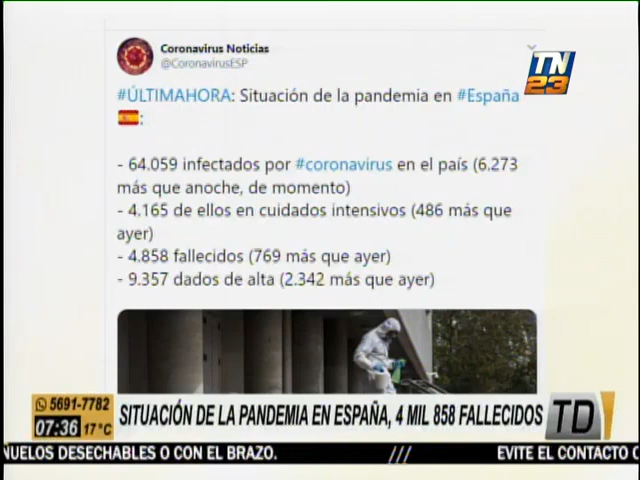 Coronavirus Noticias
@CoronavirusESP
TN
23
#ÚLTIMAHORA: Situación de la pandemia en #España
:
- 64.059 infectados por #coronavirus en el país (6.273
más que anoche, de momento)
- 4.165 de ellos en cuidados intensivos (486 más que
ayer)
- 4.858 fallecidos (769 más que ayer)
- 9.357 dados de alta (2.342 más que ayer)
5691-7782
07:36 17°C
SITUACIÓN DE LA PANDEMIA EN ESPAÑA, 4 MIL 858 FALLECIDOS
TD
ÑUELOS DESECHABLES O CON EL BRAZO. /// EVITE EL CONTACTO